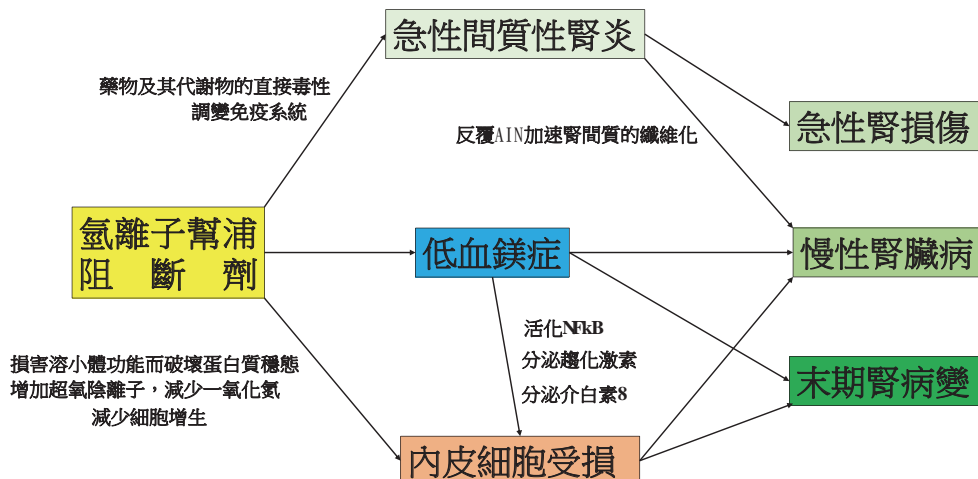 急性間質性腎炎
藥物及其代謝物的直接毒性
調變免疫系統
急性腎損傷
反覆AIN加速腎間質的纖維化
氫離子幫浦
阻斷劑
低血鎂症
慢性腎臟病
活化NFkB
分泌趨化激素
分泌介白素8
損害溶小體功能而破壞蛋白質穩態
增加超氧陰離子，減少一氧化氮
減少細胞增生
末期腎病變
內皮細胞受損